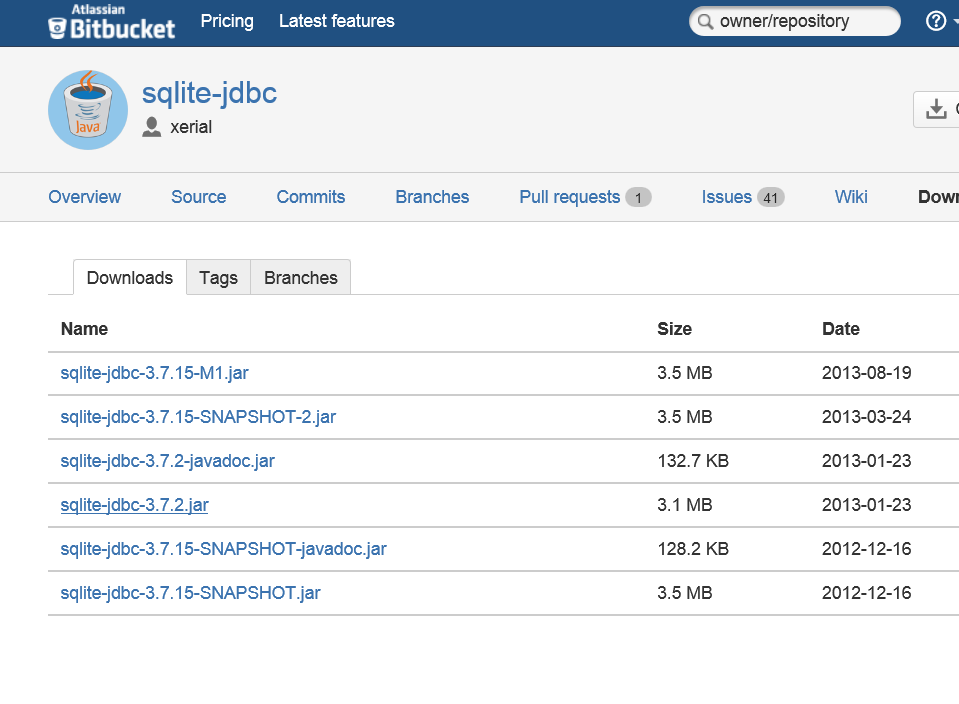 Atlassian
Bitbucket
Pricing Latest features owner/repository
sqlite-jdbc
Java
xerial
Overview Source Commits Branches Pull requests 1 Issues 41 Wiki
Downloads Tags Branches
Name Size Date
sqlite-jdbc-3.7.15-M1.jar 3.5 MB 2013-08-19
sqlite-jdbc-3.7.15-SNAPSHOT-2.jar 3.5 MB 2013-03-24
sqlite-jdbc-3.7.2-javadoc.jar 132.7 KB 2013-01-23
sqlite-jdbc-3.7.2.jar 3.1 MB 2013-01-23
sqlite-jdbc-3.7.15-SNAPSHOT-javadoc.jar 128.2 KB 2012-12-16
sqlite-jdbc-3.7.15-SNAPSHOT.jar 3.5 MB 2012-12-16